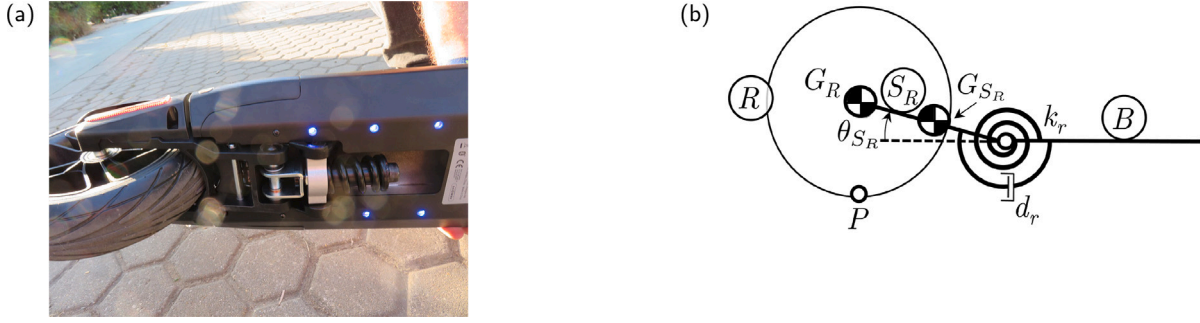 (a)
(b)
G_R
S_R
G_{S_R}
R
θ_{S_R}
k_r
B
P
d_r